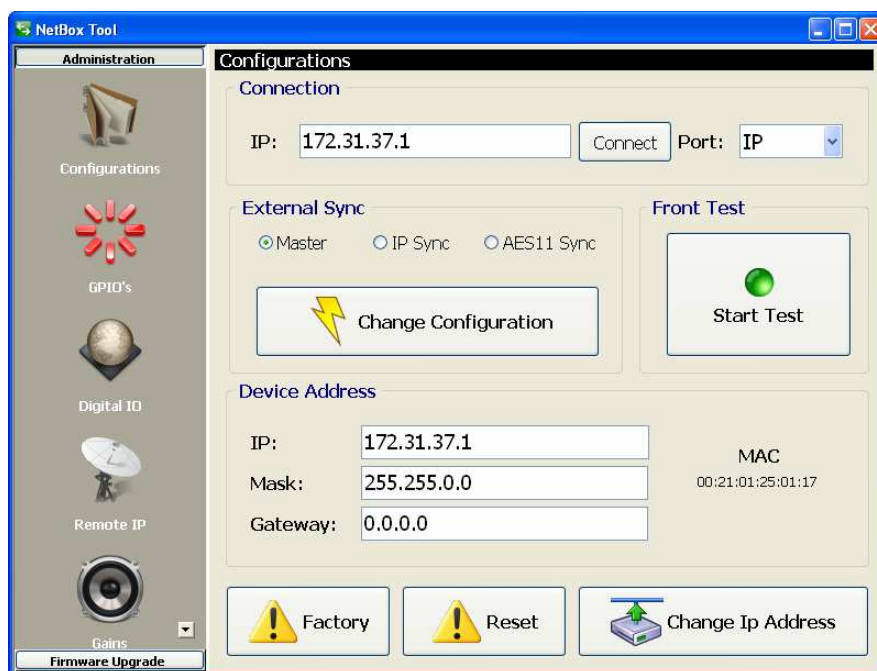 NetBox Tool
Administration
Configurations
GPIO's
Digital IO
Remote IP
Gains
Firmware Upgrade
Configurations
Connection
IP: 172.31.37.1 Connect Port: IP
External Sync
Master IP Sync AES11 Sync
Change Configuration
Front Test
Start Test
Device Address
IP: 172.31.37.1
Mask: 255.255.0.0
Gateway: 0.0.0.0
MAC
00:21:01:25:01:17
Factory Reset Change Ip Address